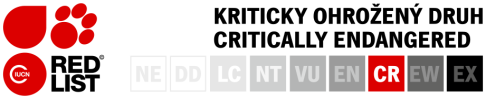 KRITICKY OHROŽENÝ DRUH
CRITICALLY ENDANGERED
IUCN
RED
LIST
©
NE DD LC NT VU EN CR EW EX